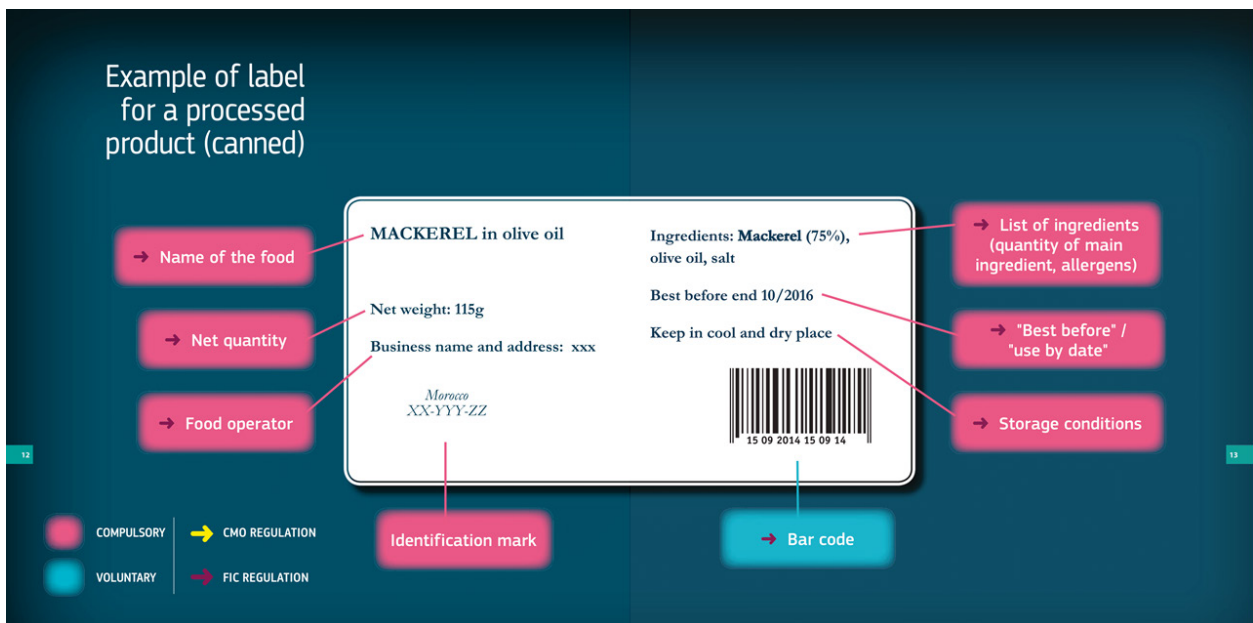 Example of label
for a processed
product (canned)
→ Name of the food
→ Net quantity
→ Food operator
MACKEREL in olive oil
Net weight: 115g
Business name and address: xxx
Morocco
XX-YYY-ZZ
Identification mark
Ingredients: Mackerel (75%),
olive oil, salt
Best before end 10/2016
Keep in cool and dry place
15 09 2014 15 09 14
→ Bar code
→ List of ingredients
(quantity of main
ingredient, allergens)
→ "Best before" /
"use by date"
→ Storage conditions
12
13
COMPULSORY
VOLUNTARY
→ CMO REGULATION
→ FIC REGULATION